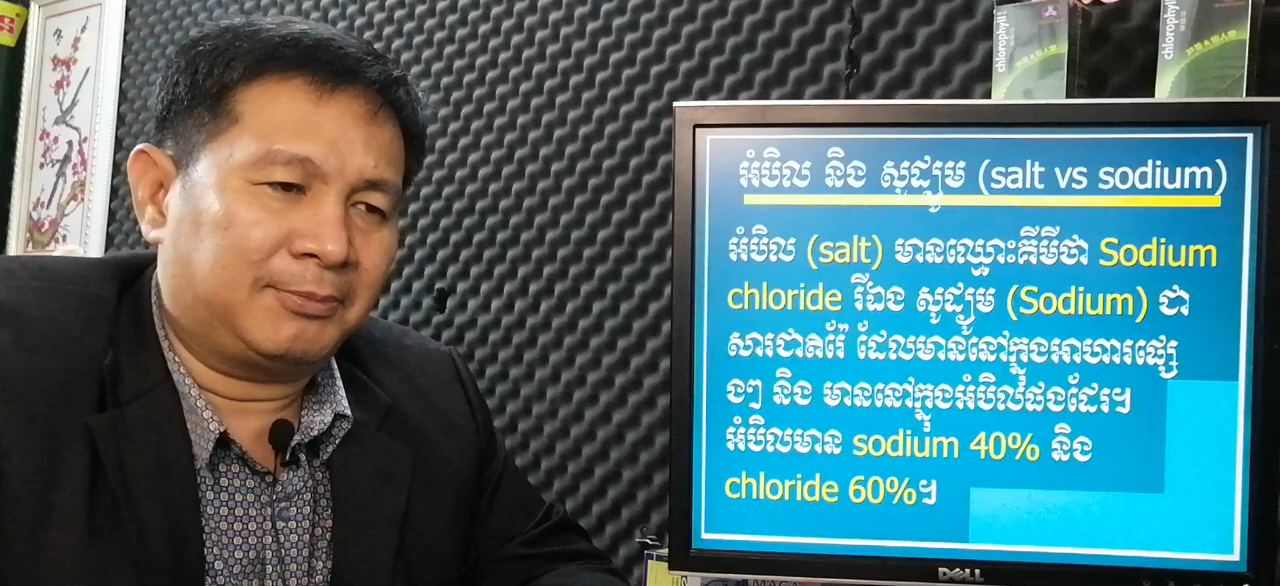 chlorophyll
chlorophyll
អំបិល និង សូដ្យូម (salt vs sodium)
អំបិល (salt) មានឈ្មោះគីមីថា Sodium
chloride រីឯង សូដ្យូម (Sodium) ជា
សារជាតិរ៉ែ ដែលមាននៅក្នុងអាហារផ្សេ
ងៗ និង មាននៅក្នុងអំបិលផងដែរ។
អំបិលមាន sodium 40% និង
chloride 60%។
DELL
MACA